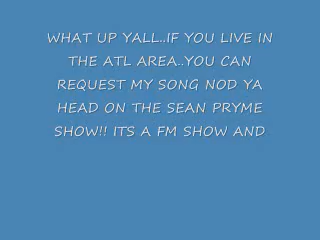 WHAT UP YALL..IF YOU LIVE IN
THE ATL AREA..YOU CAN
REQUEST MY SONG NOD YA
HEAD ON THE SEAN PRYME
SHOW!! ITS A FM SHOW AND